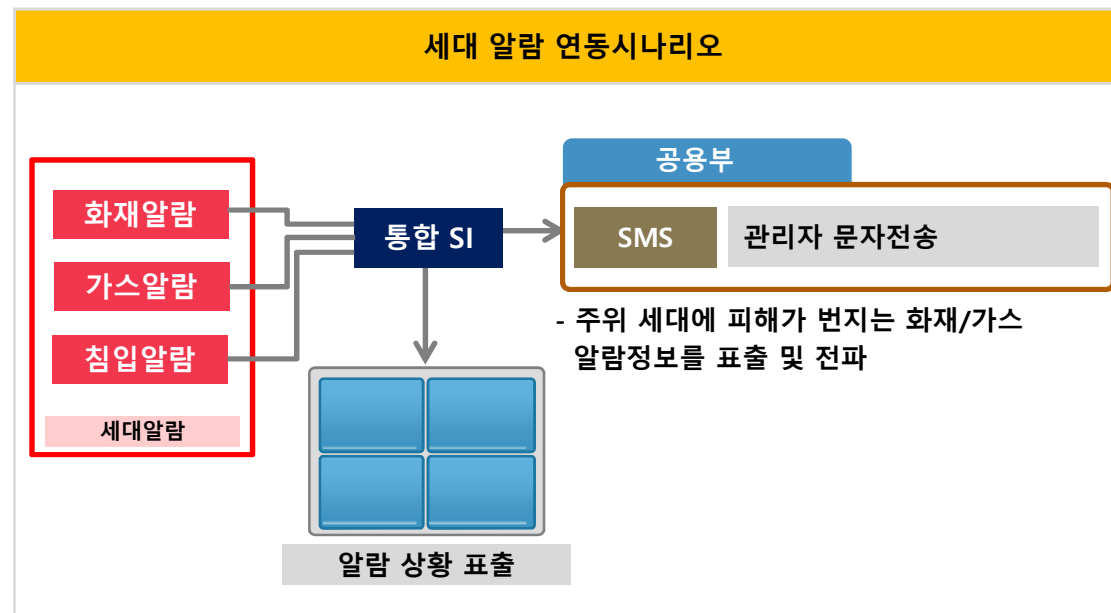 세대 알람 연동시나리오
공용부
화재알람
통합 SI
SMS
관리자 문자전송
가스알람
침입알람
세대알람
- 주위 세대에 피해가 번지는 화재/가스
알람정보를 표출 및 전파
알람 상황 표출